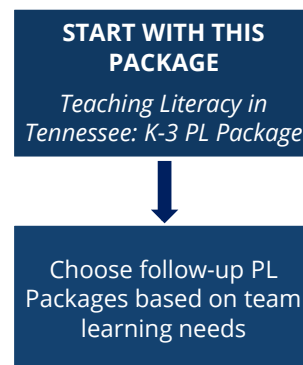 START WITH THIS
PACKAGE
Teaching Literacy in
Tennessee: K-3 PL Package
Choose follow-up PL
Packages based on team
learning needs